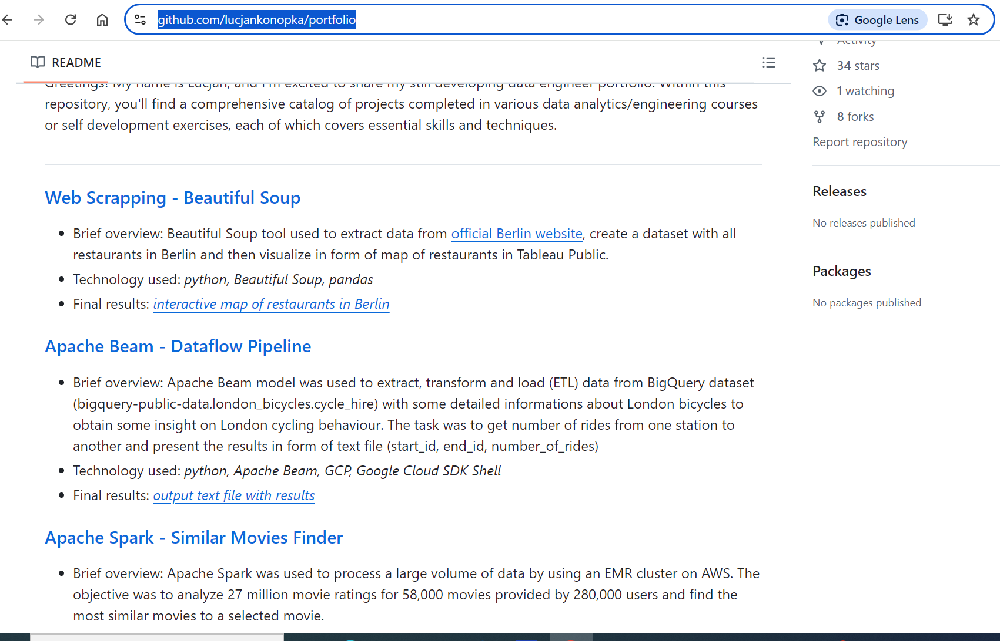 github.com/lucjankonopka/portfolio
Google Lens
README
Greetings! My name is Lucjan, and I'm excited to share my still developing data engineer portfolio. Within this
repository, you'll find a comprehensive catalog of projects completed in various data analytics/engineering courses
or self development exercises, each of which covers essential skills and techniques.
Web Scrapping - Beautiful Soup
Brief overview: Beautiful Soup tool used to extract data from official Berlin website, create a dataset with all
restaurants in Berlin and then visualize in form of map of restaurants in Tableau Public.
Technology used: python, Beautiful Soup, pandas
Final results: interactive map of restaurants in Berlin
Apache Beam - Dataflow Pipeline
Brief overview: Apache Beam model was used to extract, transform and load (ETL) data from BigQuery dataset
(bigquery-public-data.london_bicycles.cycle_hire) with some detailed informations about London bicycles to
obtain some insight on London cycling behaviour. The task was to get number of rides from one station to
another and present the results in form of text file (start_id, end_id, number_of_rides)
Technology used: python, Apache Beam, GCP, Google Cloud SDK Shell
Final results: output text file with results
Apache Spark - Similar Movies Finder
Brief overview: Apache Spark was used to process a large volume of data by using an EMR cluster on AWS. The
objective was to analyze 27 million movie ratings for 58,000 movies provided by 280,000 users and find the
most similar movies to a selected movie.
Activity
34 stars
1 watching
8 forks
Report repository
Releases
No releases published
Packages
No packages published